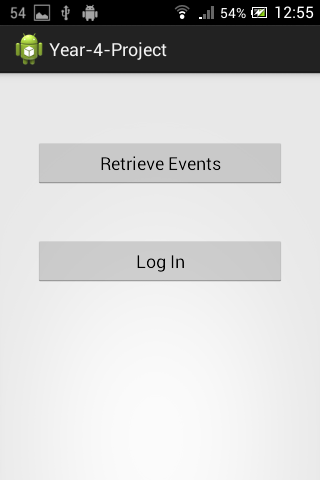 54 54% 12:55
Year-4-Project
Retrieve Events
Log In